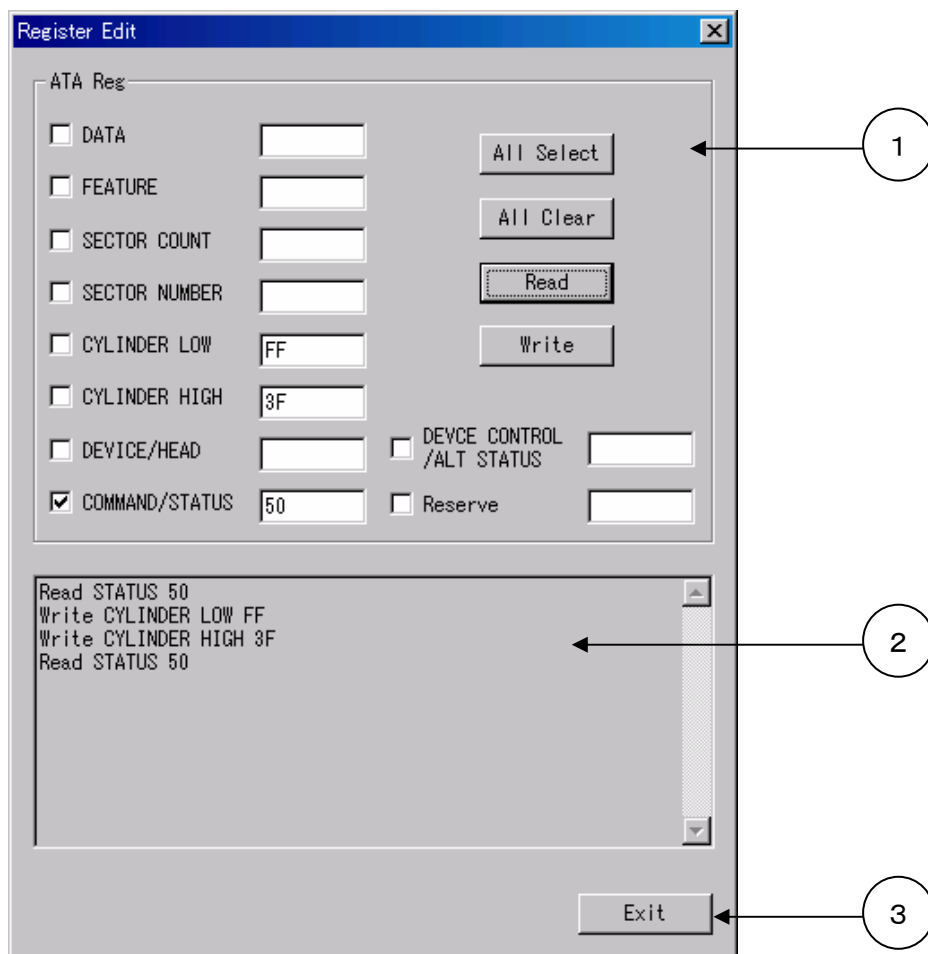 Register Edit
ATA Reg
DATA
All Select
1
FEATURE
All Clear
SECTOR COUNT
SECTOR NUMBER
Read
CYLINDER LOW
FF
Write
CYLINDER HIGH
3F
DEVICE/HEAD
DEVCE CONTROL
/ALT STATUS
COMMAND/STATUS
50
Reserve
Read STATUS 50
Write CYLINDER LOW FF
Write CYLINDER HIGH 3F
Read STATUS 50
2
Exit
3